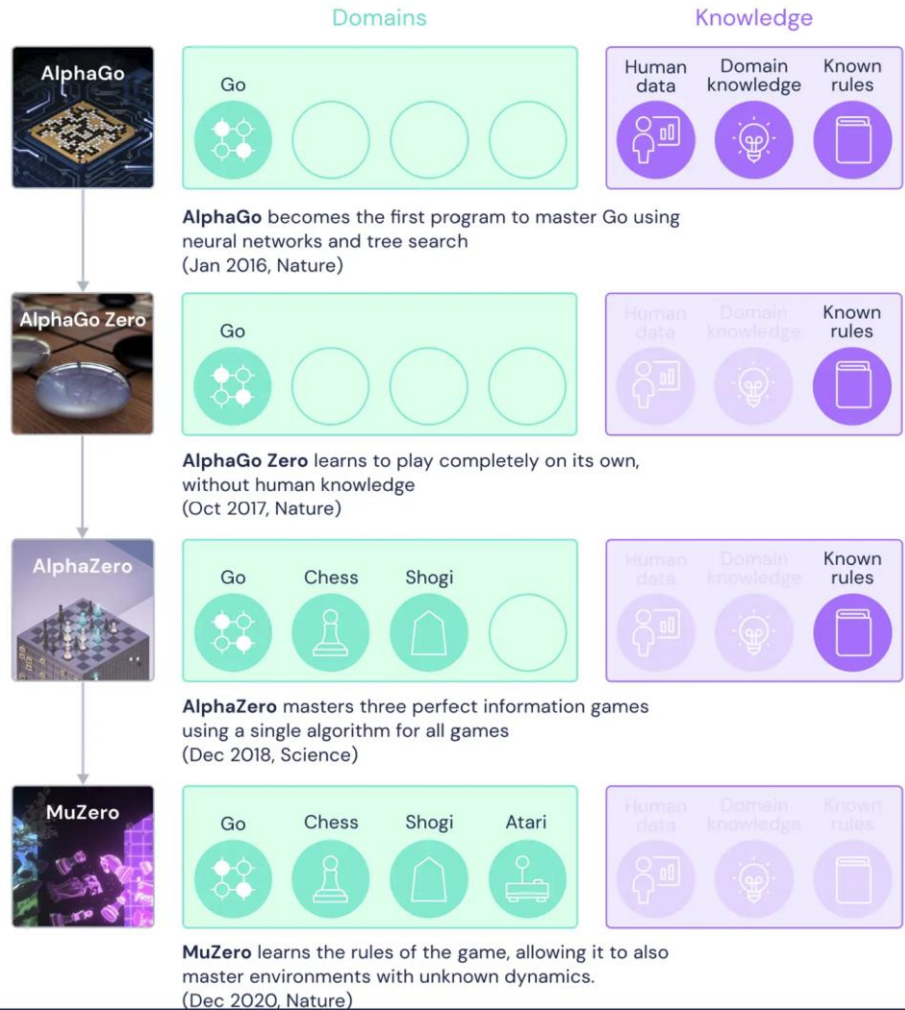 Domains
Knowledge
AlphaGo
Go
Human
data
Domain
knowledge
Known
rules
AlphaGo becomes the first program to master Go using
neural networks and tree search
(Jan 2016, Nature)
AlphaGo Zero
Go
Human
data
Domain
knowledge
Known
rules
AlphaGo Zero learns to play completely on its own,
without human knowledge
(Oct 2017, Nature)
AlphaZero
Go
Chess
Shogi
Human
data
Domain
knowledge
Known
rules
AlphaZero masters three perfect information games
using a single algorithm for all games
(Dec 2018, Science)
MuZero
Go
Chess
Shogi
Atari
Human
data
Domain
knowledge
Known
rules
MuZero learns the rules of the game, allowing it to also
master environments with unknown dynamics.
(Dec 2020, Nature)